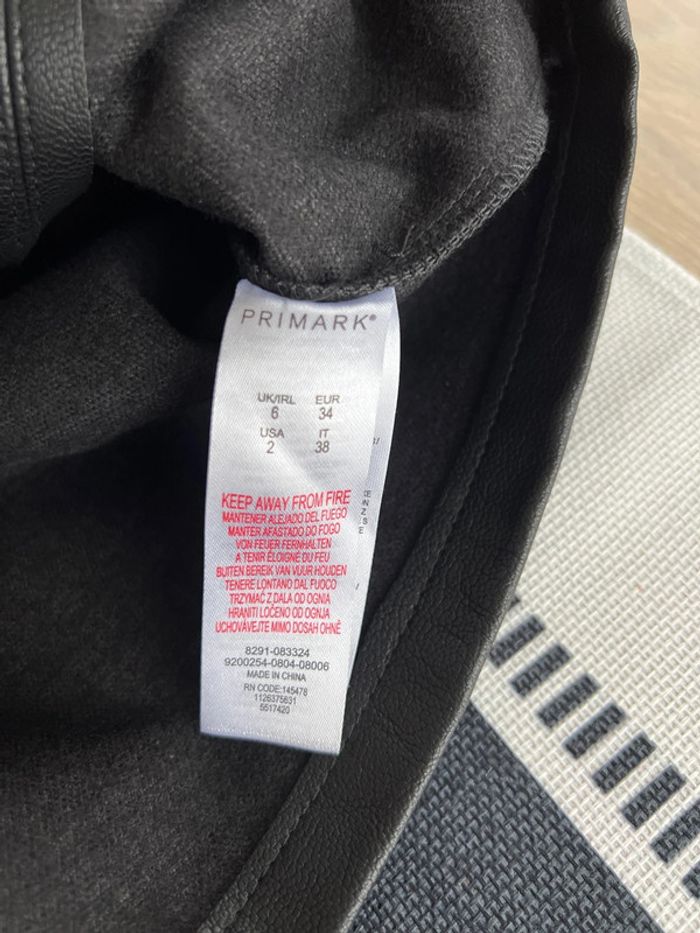 PRIMARK®
UK/IRL EUR
6 34
USA IT
2 38
KEEP AWAY FROM FIRE
MANTENER ALEJADO DEL FUEGO
MANTER AFASTADO DO FOGO
VON FEUER FERNHALTEN
A TENIR ÉLOIGNÉ DU FEU
BUITEN BEREIK VAN VUUR HOUDEN
TENERE LONTANO DAL FUOCO
TRZYMAĆ Z DALA OD OGNIA
HRANITI LOČENO OD OGNJA
UCHOVÁVEJTE MIMO DOSAH OHNĚ
8291-083324
9200254-0804-08006
MADE IN CHINA
RN CODE:145478
1126375631
5517420